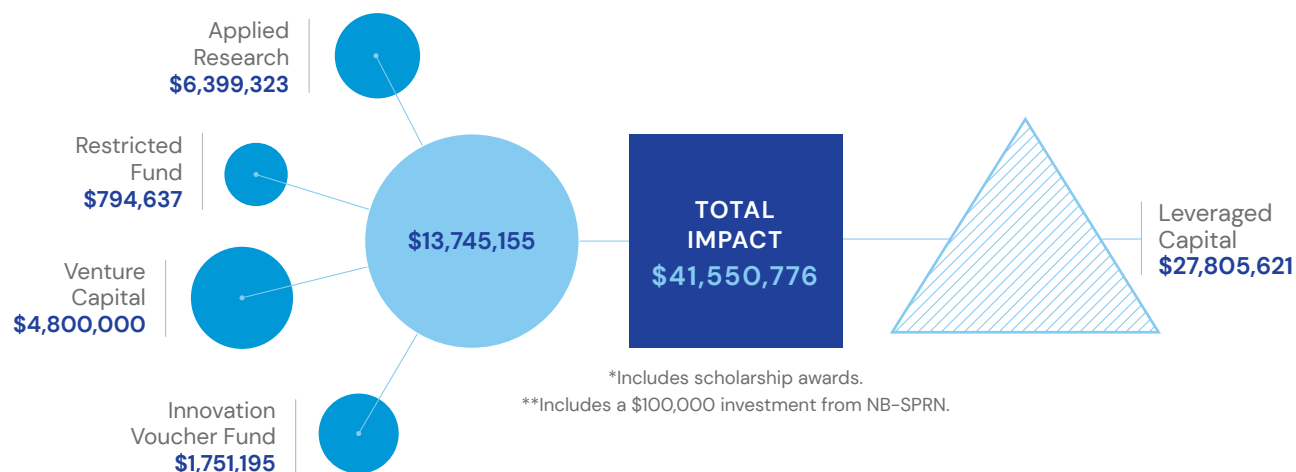 Applied
Research
$6,399,323
Restricted
Fund
$794,637
Venture
Capital
$4,800,000
Innovation
Voucher Fund
$1,751,195
$13,745,155
TOTAL
IMPACT
$41,550,776
Leveraged
Capital
$27,805,621
*Includes scholarship awards.
**Includes a $100,000 investment from NB-SPRN.